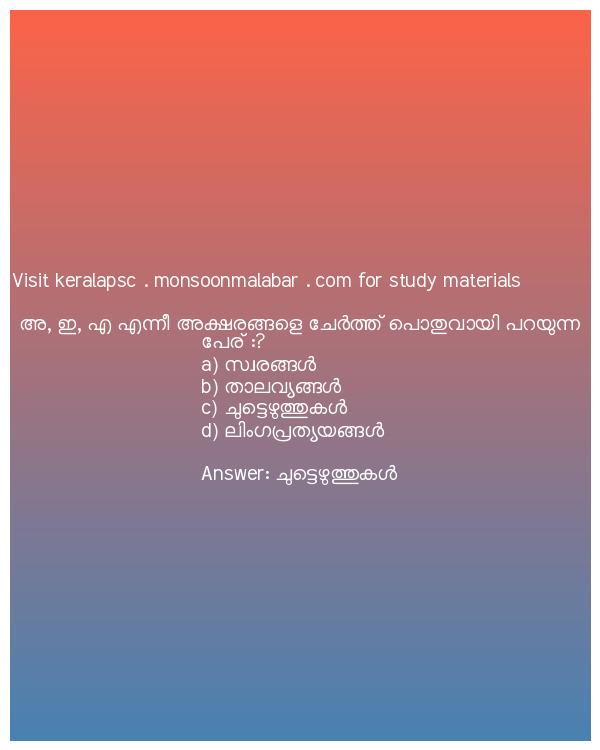 Visit keralapsc . monsoonmalabar . com for study materials
അ, ഇ, എ എന്നീ അക്ഷരങ്ങളെ ചേർത്ത് പൊതുവായി പറയുന്ന
പേര് :?
a) സ്വരങ്ങൾ
b) താലവ്യങ്ങൾ
c) ചുട്ടെഴുത്തുകൾ
d) ലിംഗപ്രത്യയങ്ങൾ
Answer: ചുട്ടെഴുത്തുകൾ